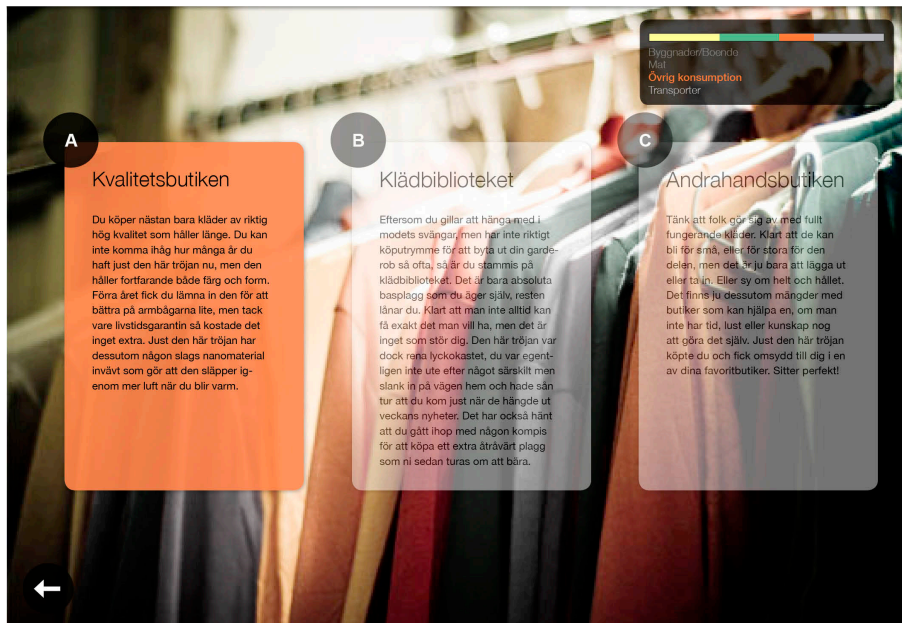 Byggnader/Boende
Mat
Övrig konsumption
Transporter
A
Kvalitetsbutiken
Du köper nästan bara kläder av riktig
hög kvalitet som håller länge. Du kan
inte komma ihåg hur många år du
haft just den här tröjan nu, men den
håller fortfarande både färg och form.
Förra året fick du lämna in den för att
bättra på armbågarna lite, men tack
vare livstidsgarantin så kostade det
inget extra. Just den här tröjan har
dessutom någon slags nanomaterial
invävt som gör att den släpper ig-
enom mer luft när du blir varm.
B
Klädbiblioteket
Eftersom du gillar att hänga med i
modets svängar, men har inte riktigt
köputrymme för att byta ut din garde-
rob så ofta, så är du stammis på
klädbiblioteket. Det är bara absoluta
basplagg som du äger själv, resten
lånar du. Klart att man inte alltid kan
få exakt det man vill ha, men det är
inget som stör dig. Den här tröjan var
dock rena lyckokastet, du var egent-
ligen inte ute efter något särskilt men
slank in på vägen hem och hade sån
tur att du kom just när de hängde ut
veckans nyheter. Det har också hänt
att du gått ihop med någon kompis
för att köpa ett extra åtråvärt plagg
som ni sedan turas om att bära.
C
Andrahandsbutiken
Tänk att folk gör sig av med fullt
fungerande kläder. Klart att de kan
bli för små, eller för stora för den
delen, men det är ju bara att lägga ut
eller ta in. Eller sy om helt och hållet.
Det finns ju dessutom mängder med
butiker som kan hjälpa en, om man
inte har tid, lust eller kunskap nog
att göra det själv. Just den här tröjan
köpte du och fick omsydd till dig i en
av dina favoritbutiker. Sitter perfekt!